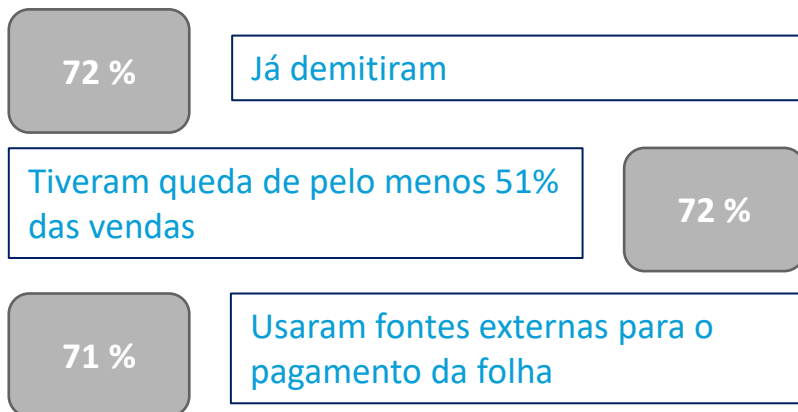 72 %
Já demitiram
Tiveram queda de pelo menos 51%
das vendas
72 %
71 %
Usaram fontes externas para o
pagamento da folha